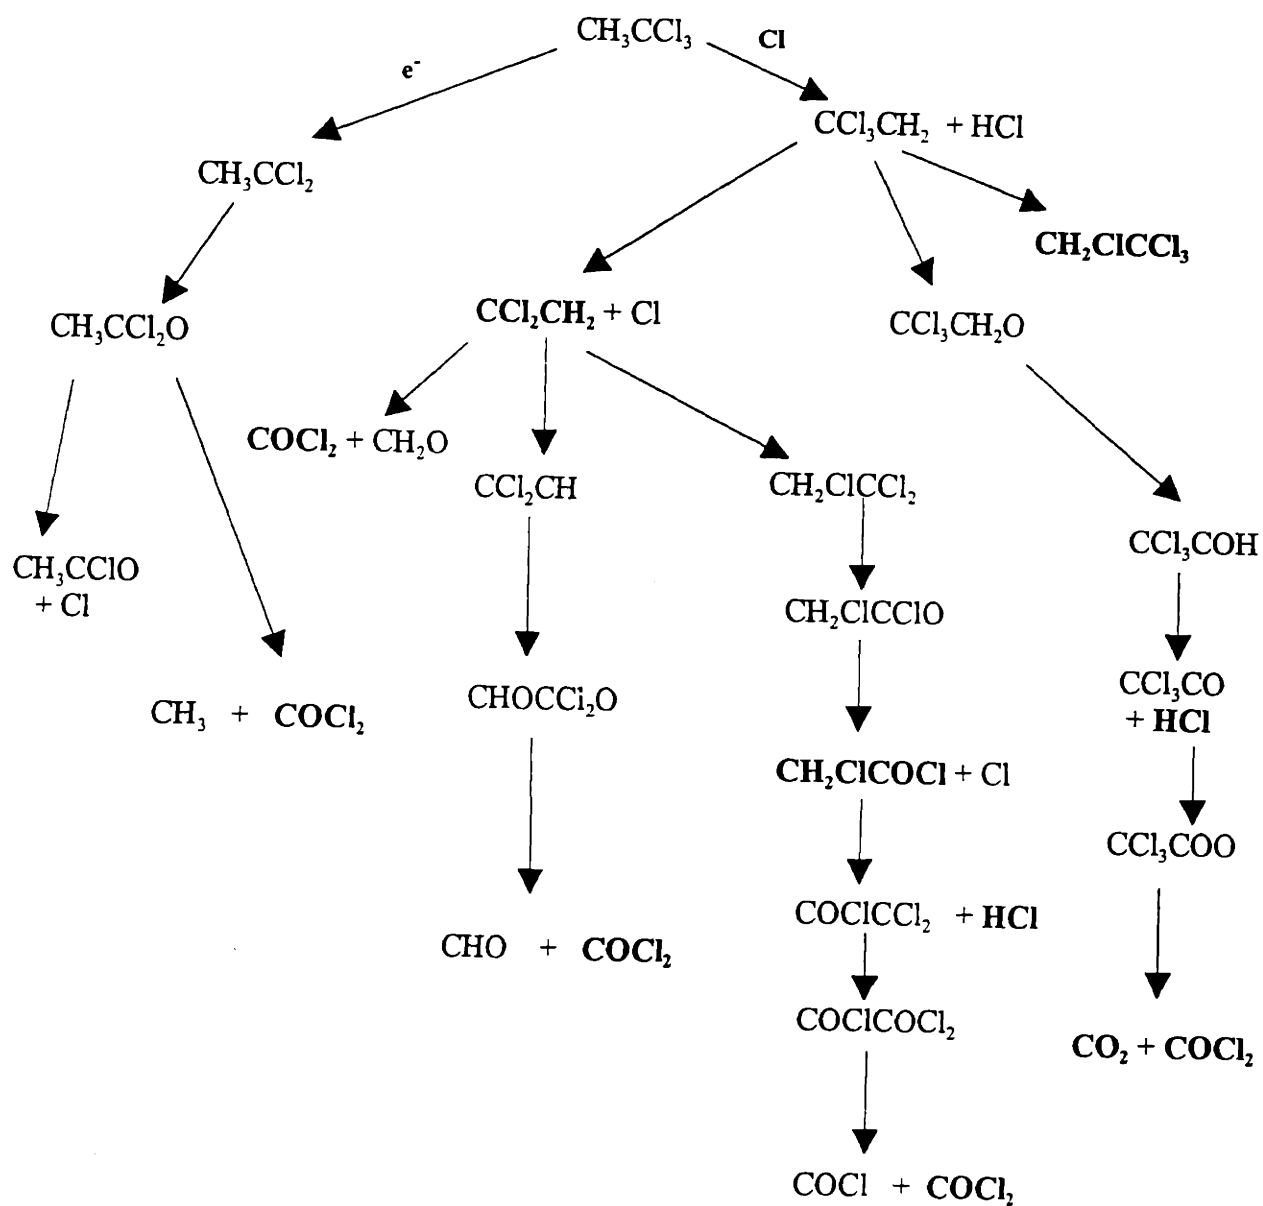 CH₃CCl₃
Cl
e⁻
CCl₃CH₂ + HCl
CH₃CCl₂
CH₂ClCCl₃
CCl₂CH₂ + Cl
CH₃CCl₂O
CCl₃CH₂O
COCl₂ + CH₂O
CCl₂CH
CH₂ClCCl₂
CCl₃COH
CH₃CClO
+ Cl
CH₂ClCClO
CCl₃CO
+ HCl
CHOCCi₂O
CH₃ + COCl₂
CH₂ClCOCl + Cl
CCl₃COO
COClCCl₂ + HCl
CHO + COCl₂
COClCOCl₂
CO₂ + COCl₂
COCl + COCl₂